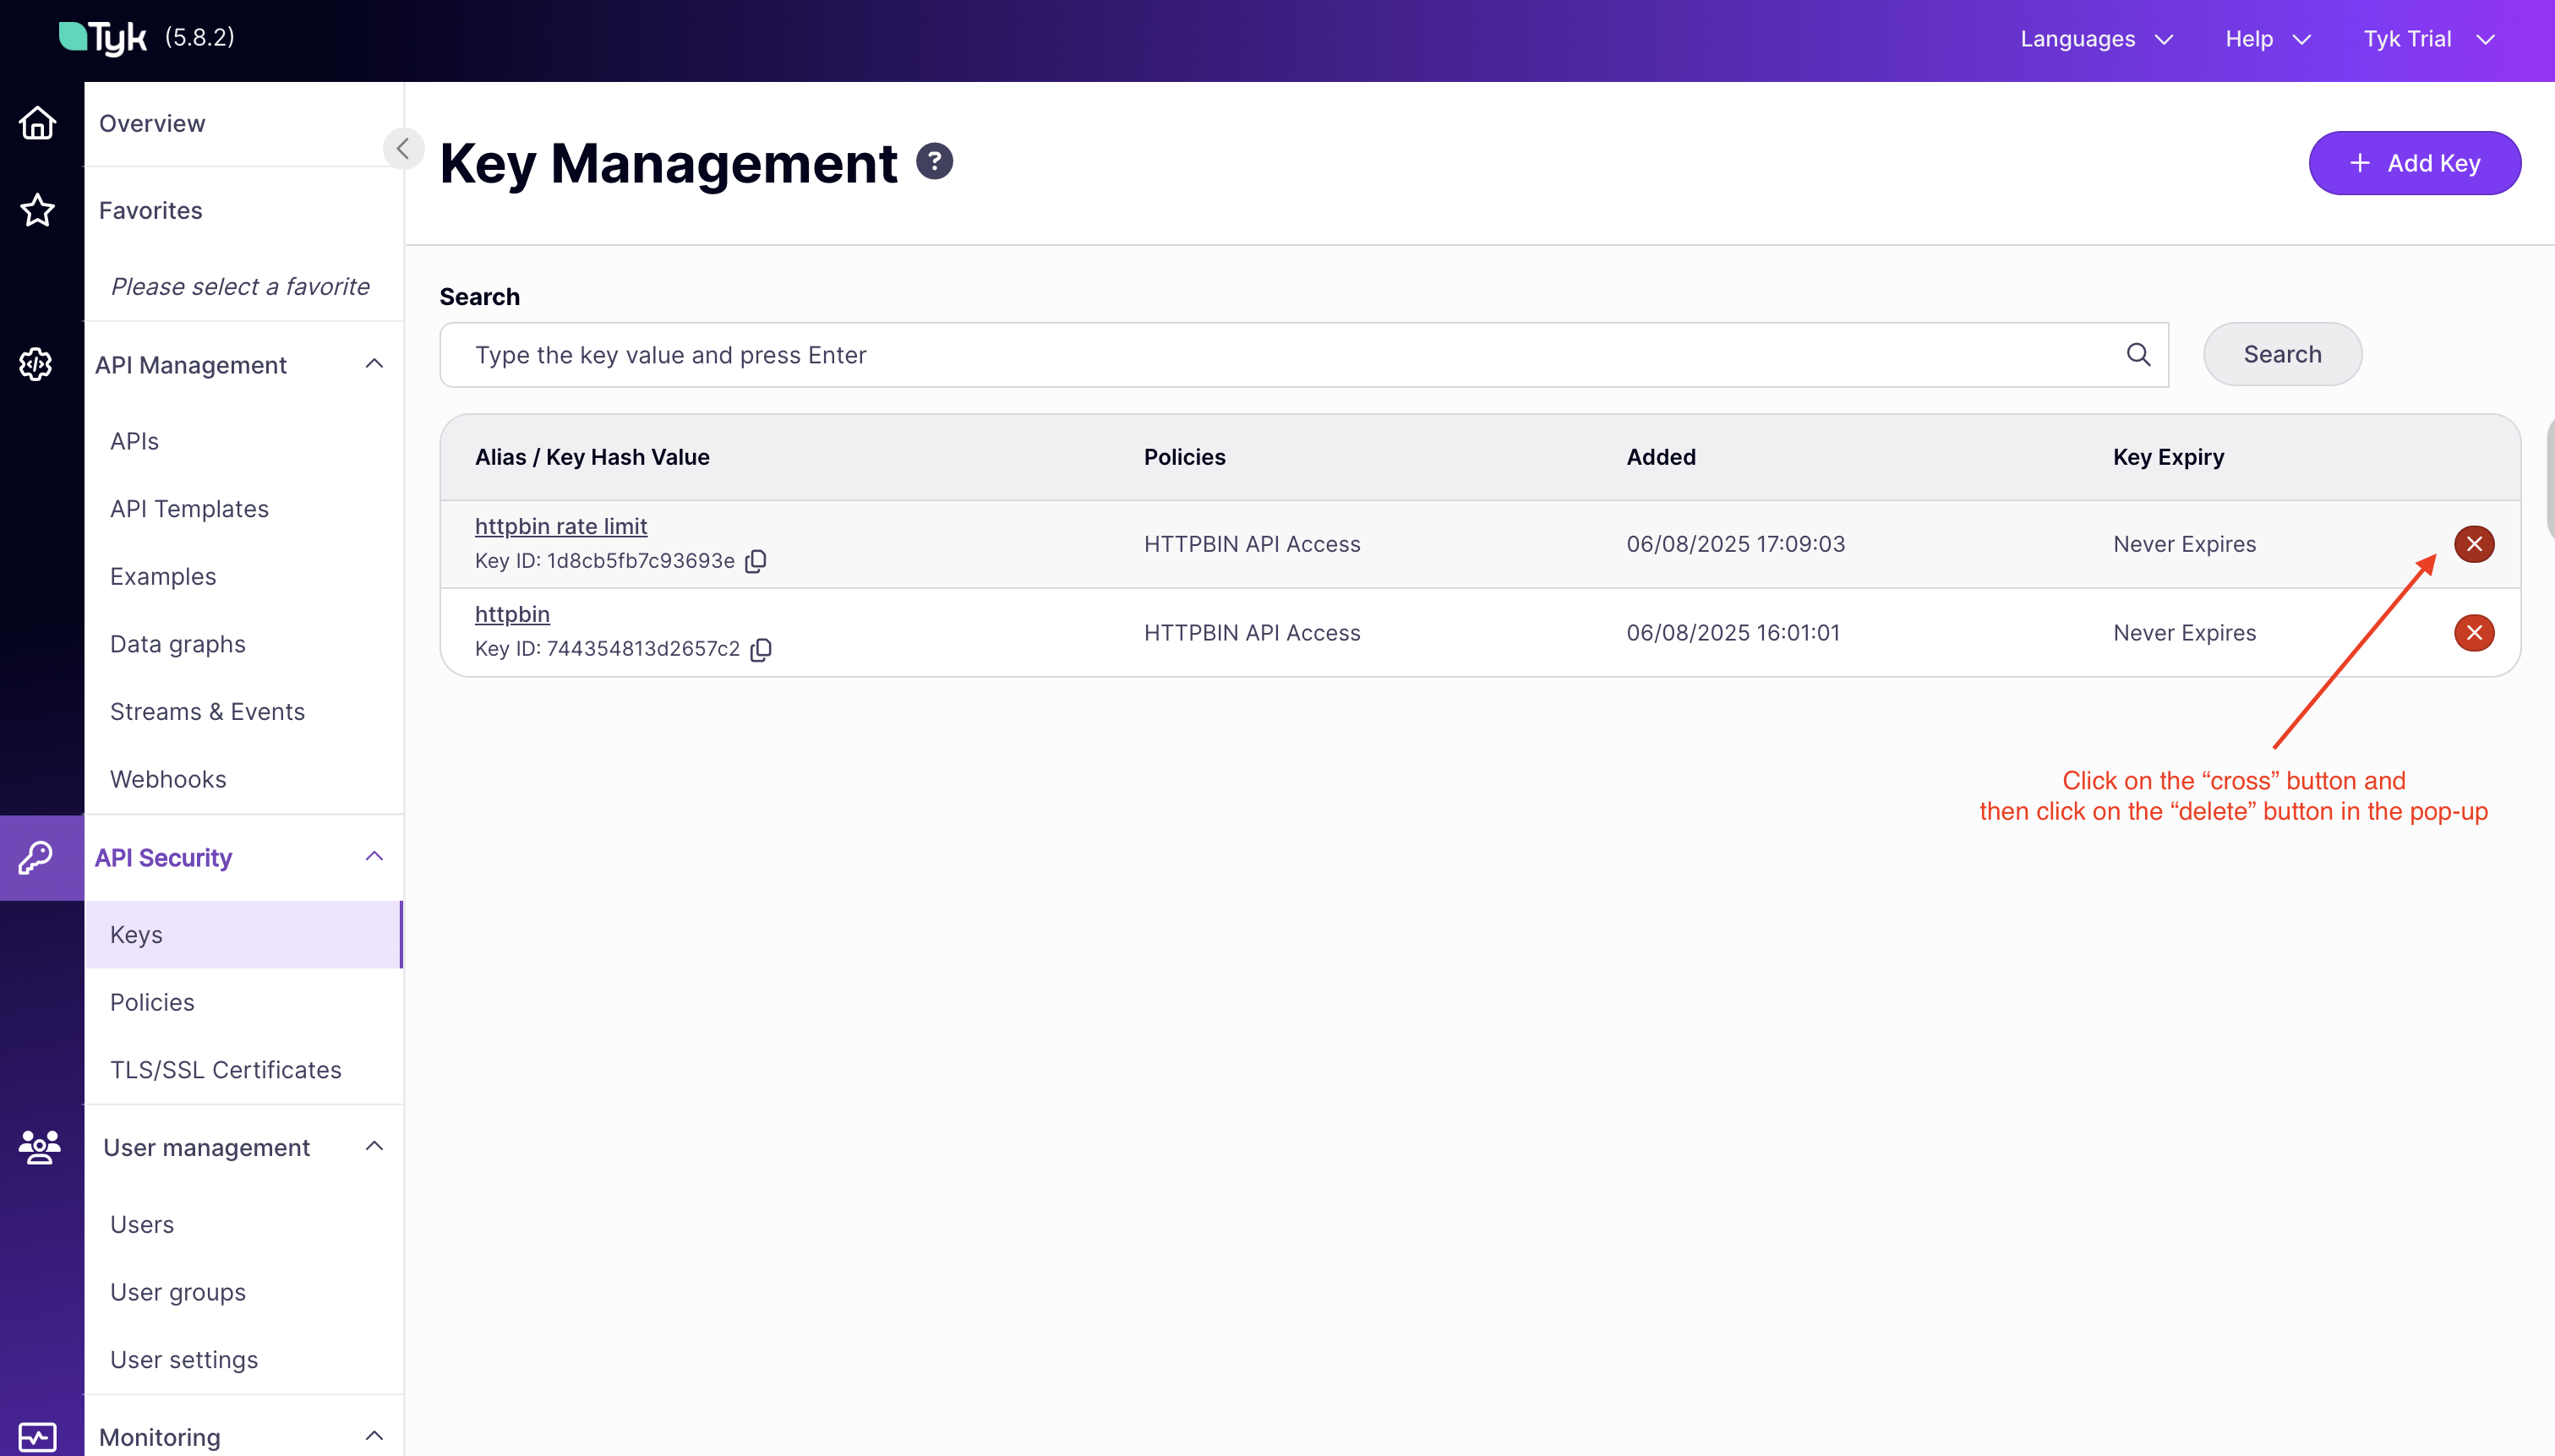 Tyk (5.8.2)
Languages
Help
Tyk Trial
Overview
Favorites
Please select a favorite
API Management
APIs
API Templates
Examples
Data graphs
Streams & Events
Webhooks
API Security
Keys
Policies
TLS/SSL Certificates
User management
Users
User groups
User settings
Monitoring
Key Management ?
+ Add Key
Search
Type the key value and press Enter
Search
Alias / Key Hash Value Policies Added Key Expiry
httpbin rate limit
Key ID: 1d8cb5fb7c93693e
HTTPBIN API Access
06/08/2025 17:09:03
Never Expires
httpbin
Key ID: 744354813d2657c2
HTTPBIN API Access
06/08/2025 16:01:01
Never Expires
Click on the “cross” button and
then click on the “delete” button in the pop-up